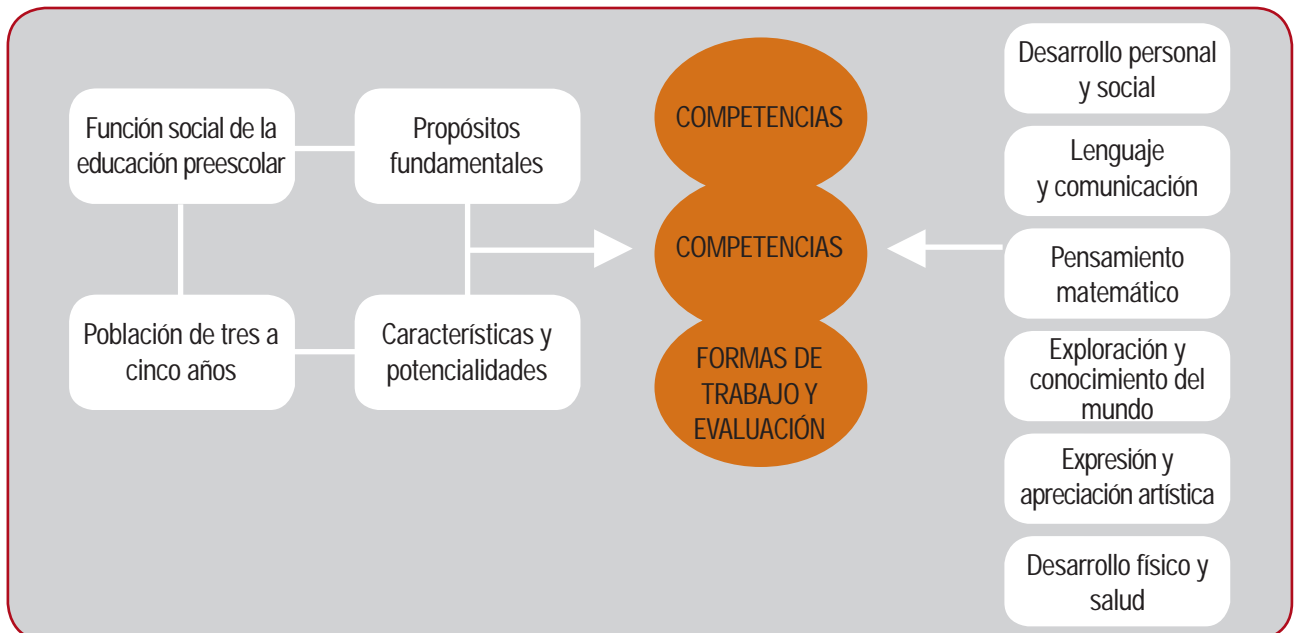 Función social de la
educación preescolar
Propósitos
fundamentales
Población de tres a
cinco años
Características y
potencialidades
COMPETENCIAS
COMPETENCIAS
FORMAS DE
TRABAJO Y
EVALUACIÓN
Desarrollo personal
y social
Lenguaje
y comunicación
Pensamiento
matemático
Exploración y
conocimiento del
mundo
Expresión y
apreciación artística
Desarrollo físico y
salud